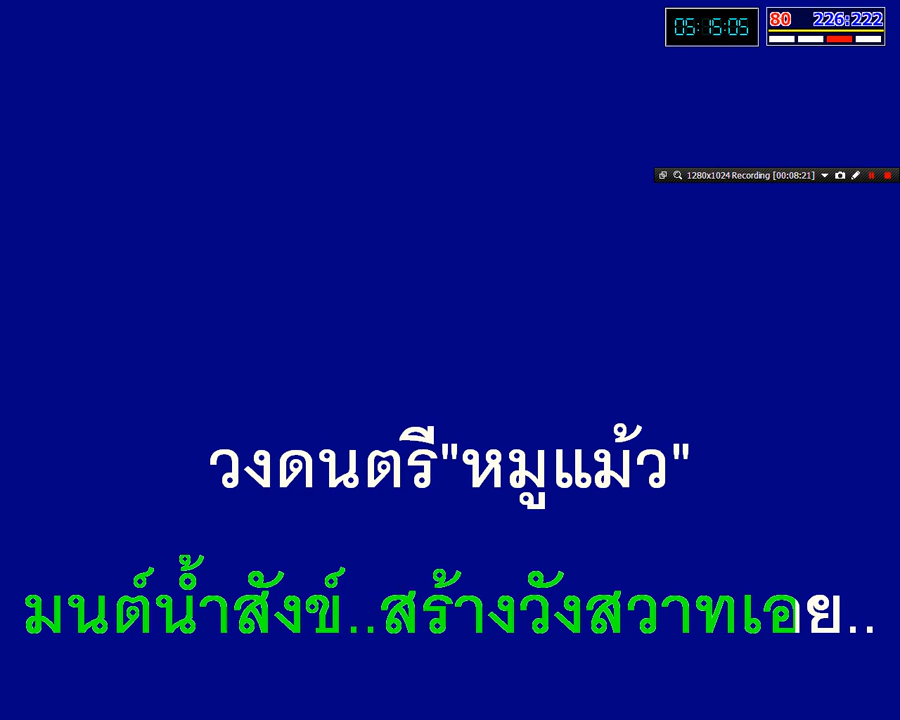 05:15:05
80 226:222
1280x1024 Recording [00:08:21]
วงดนตรี"หมูแม้ว"
มนต์น้ำสังข์..สร้างวังสวาทเอย..